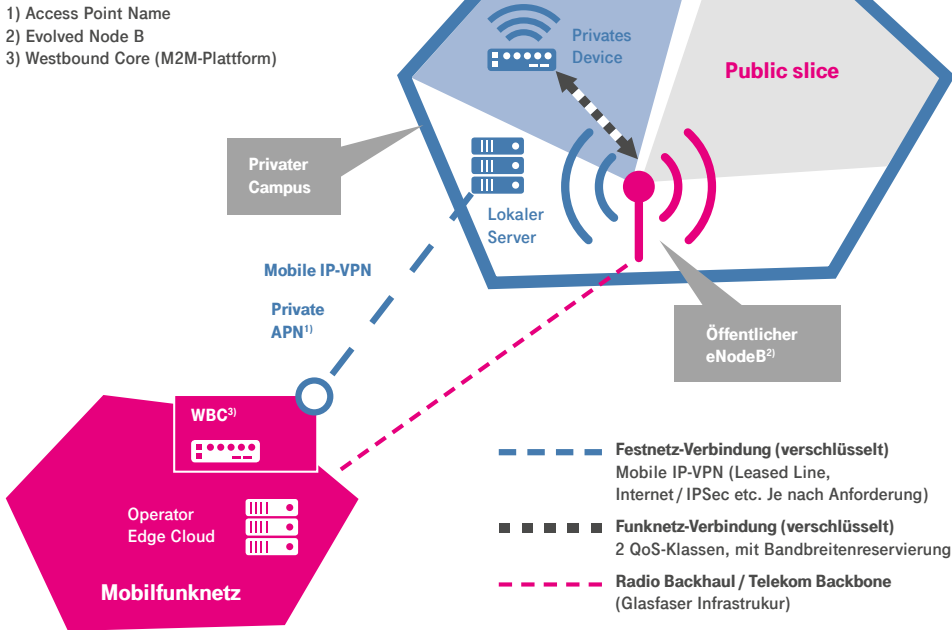 1) Access Point Name
2) Evolved Node B
3) Westbound Core (M2M-Plattform)
Privates
Device
Public slice
Privater
Campus
Lokaler
Server
Mobile IP-VPN
Private
APN1)
Öffentlicher
eNodeB2)
WBC3)
Operator
Edge Cloud
Mobilfunknetz
Festnetz-Verbindung (verschlüsselt)
Mobile IP-VPN (Leased Line,
Internet / IPSec etc. Je nach Anforderung)
Funknetz-Verbindung (verschlüsselt)
2 QoS-Klassen, mit Bandbreitenreservierung
Radio Backhaul / Telekom Backbone
(Glasfaser Infrastrukur)